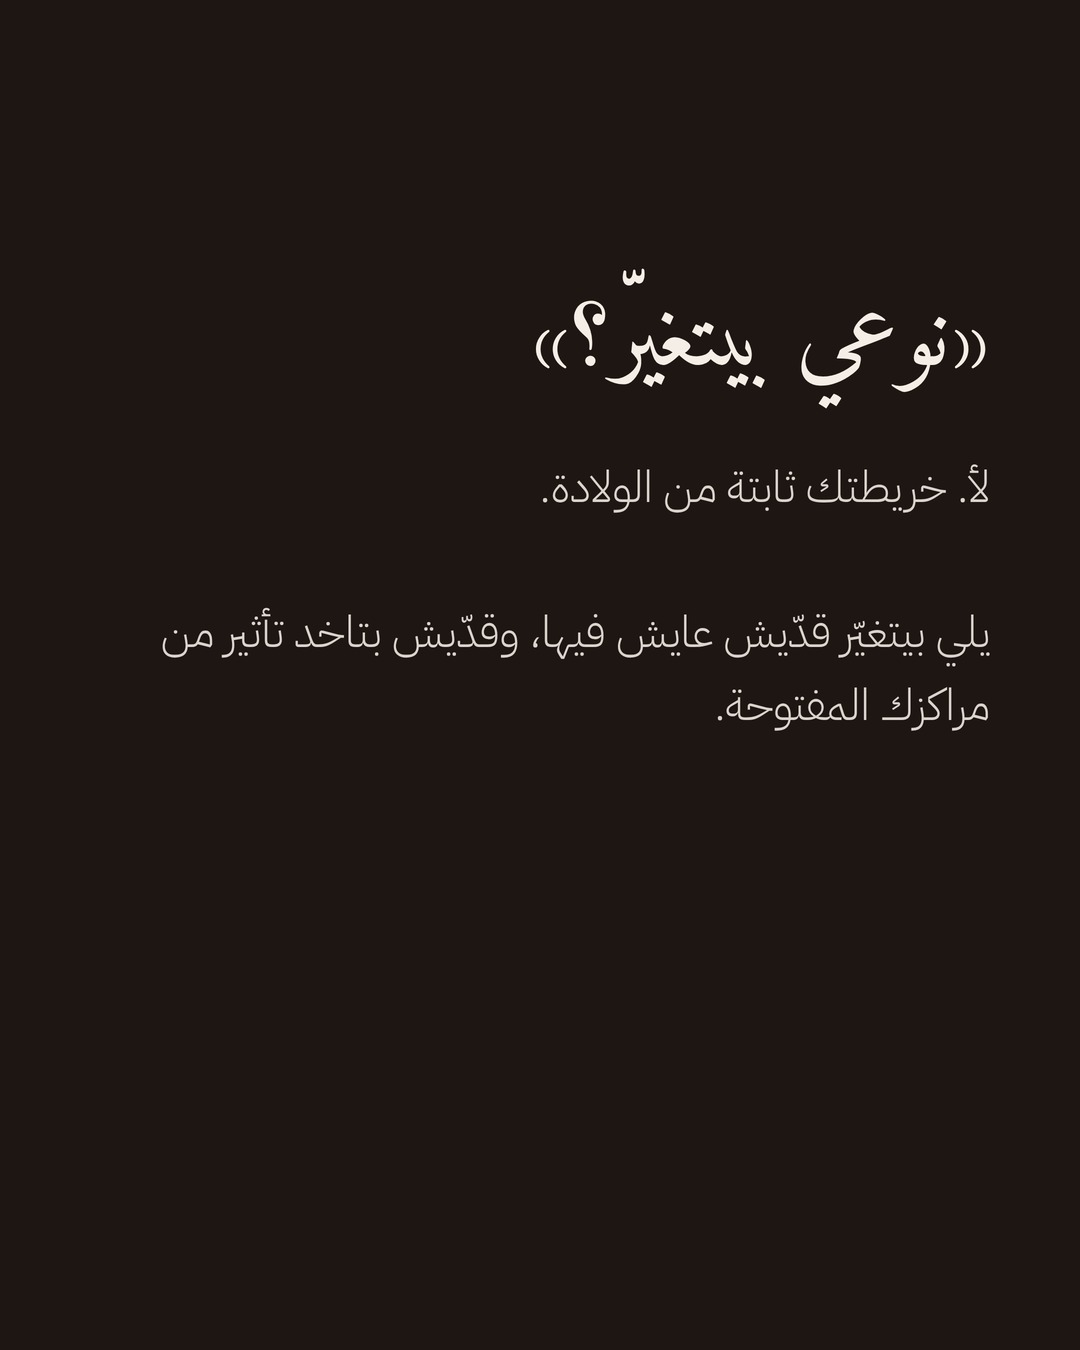 «نوعي بيتغيّر؟»
لأ. خريطتك ثابتة من الولادة.
يلي بيتغيّر قدّيش عايش فيها، وقدّيش بتاخد تأثير من
مراكزك المفتوحة.